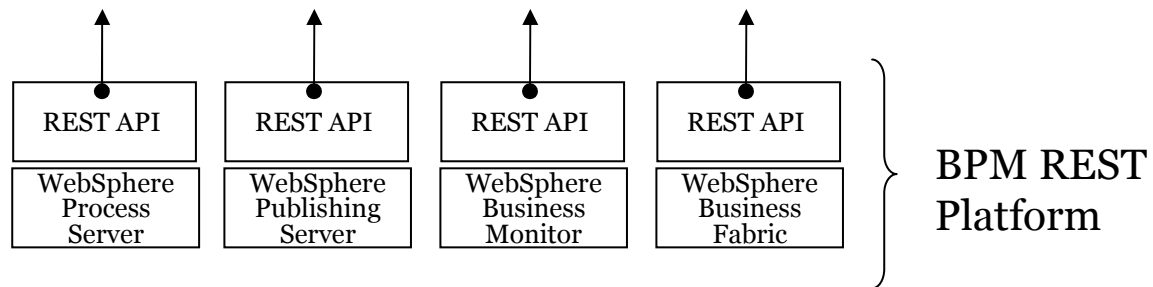 REST API
REST API
REST API
REST API
WebSphere
Process
Server
WebSphere
Publishing
Server
WebSphere
Business
Monitor
WebSphere
Business
Fabric
BPM REST
Platform